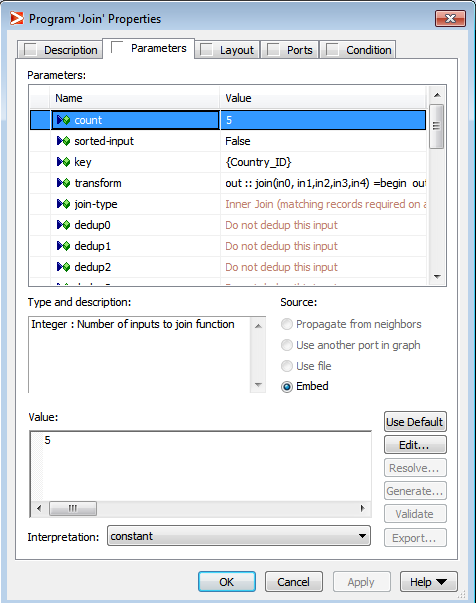 Program 'Join' Properties
Description Parameters Layout Ports Condition
Parameters:
Name Value
count 5
sorted-input False
key {Country_ID}
transform out :: join(in0, in1,in2,in3,in4) =begin out
join-type Inner Join (matching records required on a
dedup0 Do not dedup this input
dedup1 Do not dedup this input
dedup2 Do not dedup this input
Type and description:
Integer : Number of inputs to join function
Source:
Propagate from neighbors
Use another port in graph
Use file
Embed
Value:
5
Use Default
Edit...
Resolve...
Generate...
Validate
Export...
Interpretation: constant
OK Cancel Apply Help